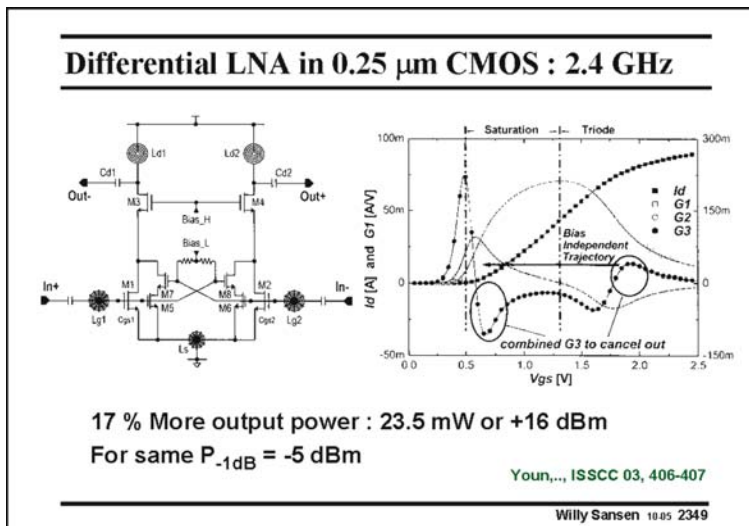 Differential LNA in 0.25 μm CMOS : 2.4 GHz
Ld1
Ld2
Cd1
Cd2
Out-
Out+
M3
M4
Bias_H
Bias_L
In+
In-
M1
M2
M7
M8
M5
M6
Lg1
Cgs1
Cgs2
Lg2
Ls
Saturation
Triode
100m
50m
0
-50m
300m
150m
0
-150m
Id [A] and G1 [A/V]
Id
G1
G2
G3
Bias
Independent
Trajectory
combined G3 to cancel out
0.0
0.5
1.0
1.5
2.0
2.5
Vgs [V]
17 % More output power : 23.5 mW or +16 dBm
For same P-1dB = -5 dBm
Youn,.., ISSCC 03, 406-407
Willy Sansen 10-05 2349